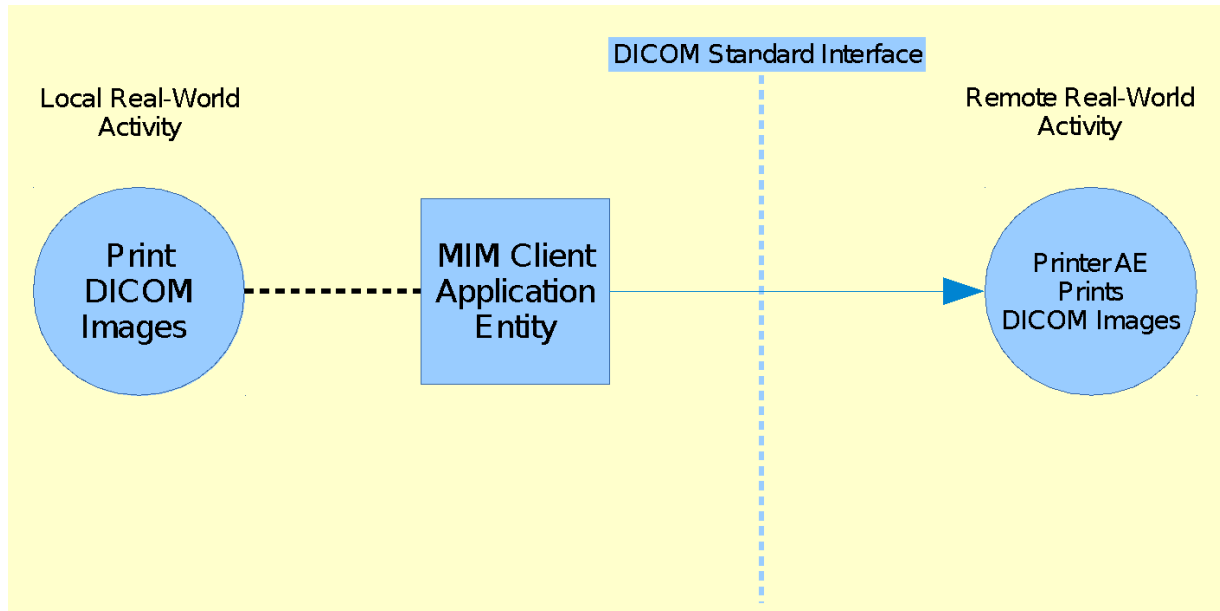 DICOM Standard Interface
Local Real-World
Activity
Remote Real-World
Activity
Print
DICOM
Images
MIM Client
Application
Entity
Printer AE
Prints
DICOM Images